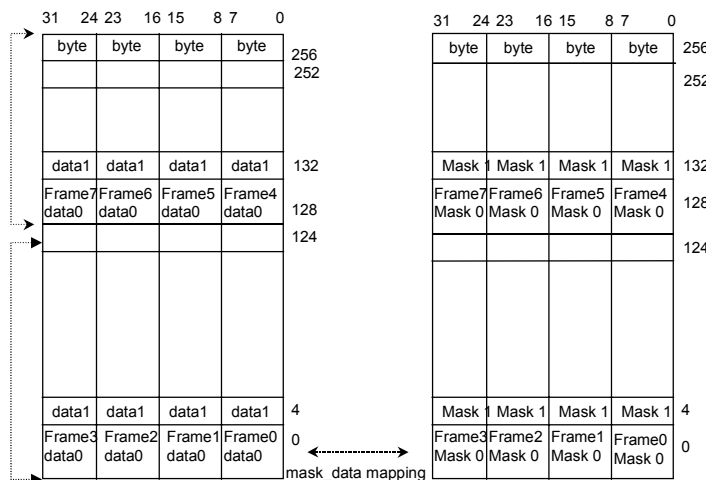 31 24 23 16 15 8 7 0 31 24 23 16 15 8 7 0
byte byte byte byte 256 byte byte byte byte 256
252 252
data1 data1 data1 data1 132 Mask 1 Mask 1 Mask 1 Mask 1 132
Frame7 Frame6 Frame5 Frame4 Frame7 Frame6 Frame5 Frame4
data0 data0 data0 data0 128 Mask 0 Mask 0 Mask 0 Mask 0 128
124 124
data1 data1 data1 data1 4 Mask 1 Mask 1 Mask 1 Mask 1 4
Frame3 Frame2 Frame1 Frame0 0 Frame3 Frame2 Frame1 Frame0 0
data0 data0 data0 data0 Mask 0 Mask 0 Mask 0 Mask 0
mask data mapping